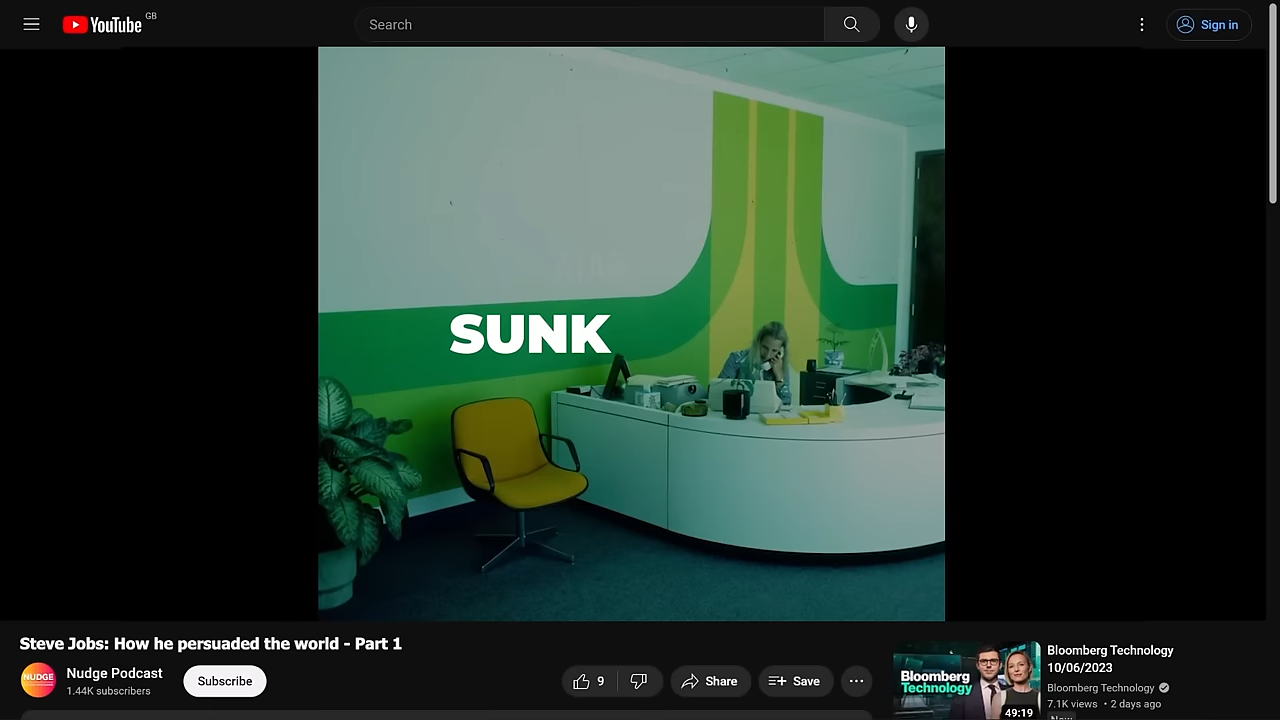 YouTube GB
Search
Sign in
SUNK
Steve Jobs: How he persuaded the world - Part 1
NUDGE
Nudge Podcast
1.44K subscribers
Subscribe
9
Share
Save
Bloomberg
Technology
49:19
Bloomberg Technology
10/06/2023
Bloomberg Technology
7.1K views • 2 days ago
New